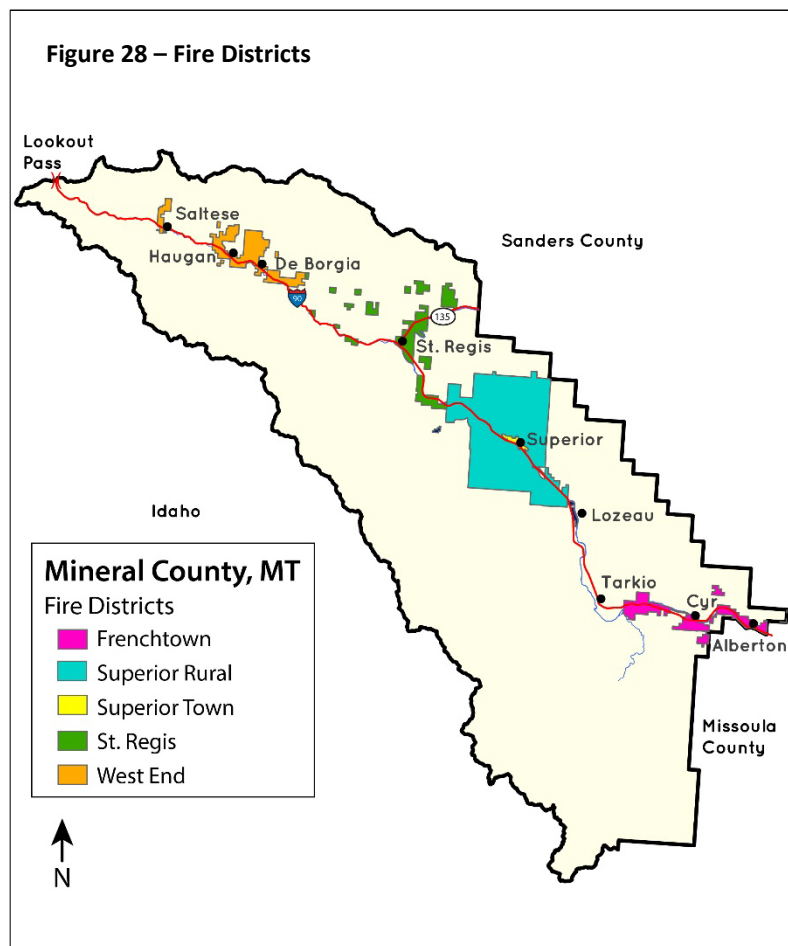 Figure 28 – Fire Districts
Lookout
Pass
Saltese
Sanders County
Haugan
De Borgia
90
135
St. Regis
Superior
Idaho
Lozeau
Mineral County, MT
Fire Districts
Frenchtown
Superior Rural
Superior Town
St. Regis
West End
Tarkio
Cyr
Alberton
Missoula
County
N